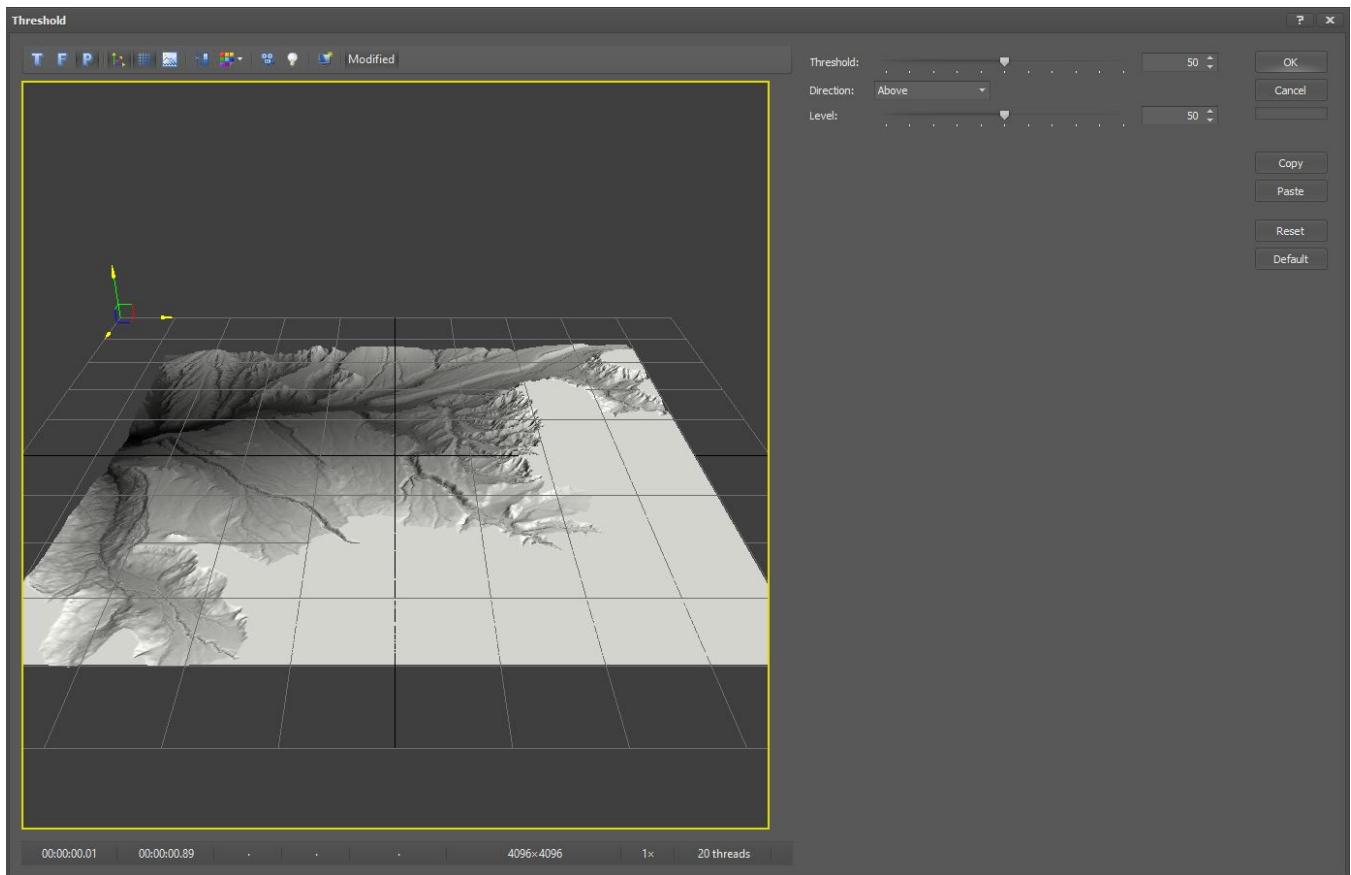 Threshold
? x
T F P Modified
Threshold: 50 OK
Direction: Above Cancel
Level: 50
Copy
Paste
Reset
Default
00:00:00.01 00:00:00.89 . . . 4096×4096 1× 20 threads